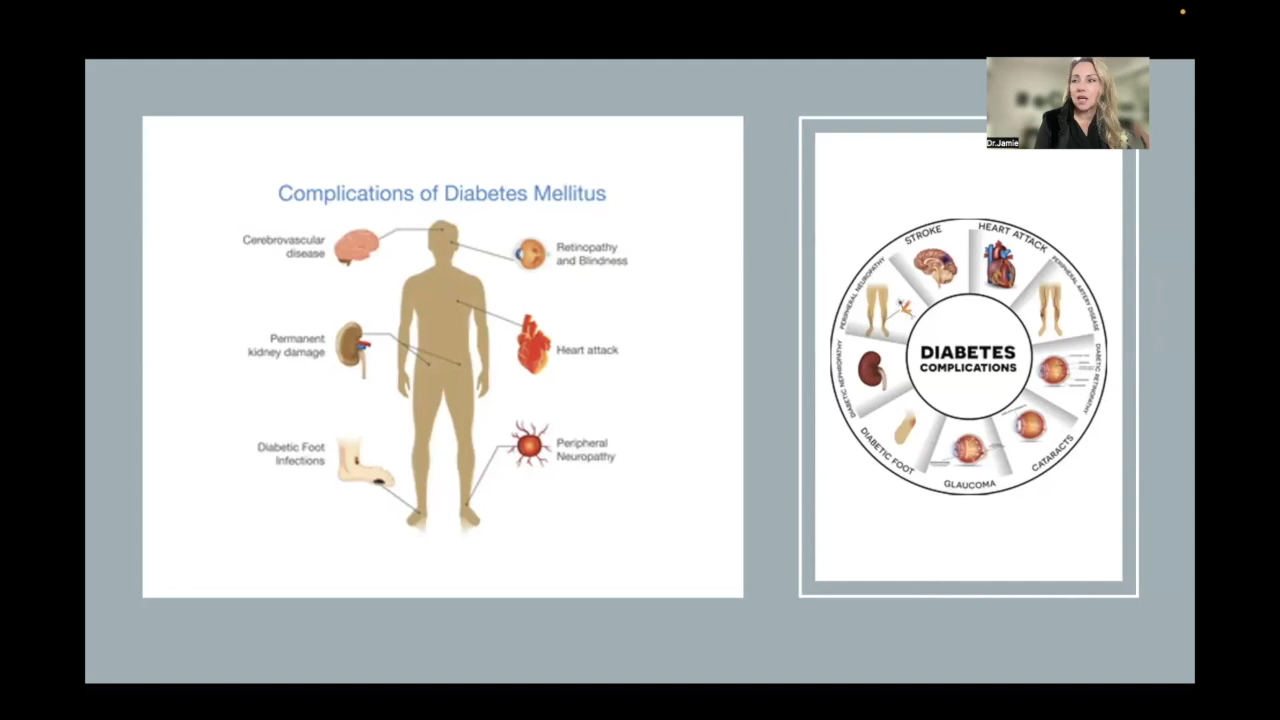 Dr.Jamie
Complications of Diabetes Mellitus
Cerebrovascular
disease
Retinopathy
and Blindness
Permanent
kidney damage
Heart attack
Diabetic Foot
Infections
Peripheral
Neuropathy
STROKE
HEART ATTACK
PERIPHERAL ARTERY DISEASE
DIABETIC RETINOPATHY
CATARACTS
GLAUCOMA
DIABETIC FOOT
DIABETIC NEPHROPATHY
PERIPHERAL NEUROPATHY
DIABETES
COMPLICATIONS